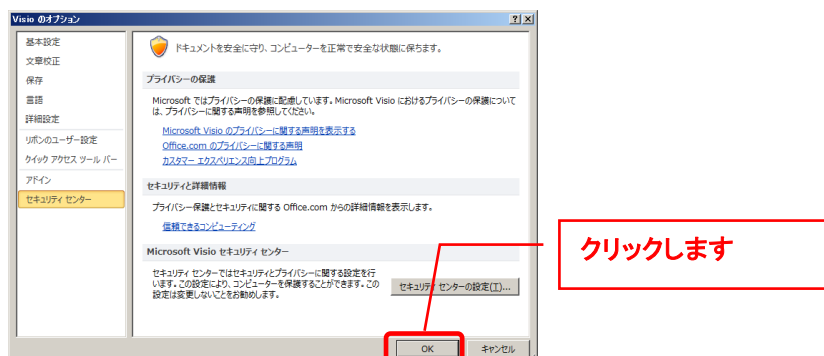 Visio のオプション
基本設定
文章校正
保存
言語
詳細設定
リボンのユーザー設定
クイック アクセス ツール バー
アドイン
セキュリティ センター
ドキュメントを安全に守り、コンピューターを正常で安全な状態に保ちます。
プライバシーの保護
Microsoft ではプライバシーの保護に配慮しています。Microsoft Visio におけるプライバシーの保護について
は、プライバシーに関する声明を参照してください。
Microsoft Visio のプライバシーに関する声明を表示する
Office.com のプライバシーに関する声明
カスタマー エクスペリエンス向上プログラム
セキュリティと詳細情報
プライバシー保護とセキュリティに関する Office.com からの詳細情報を表示します。
信頼できるコンピューティング
Microsoft Visio セキュリティ センター
セキュリティ センターではセキュリティとプライバシーに関する設定を行
います。この設定により、コンピューターを保護することができます。この
設定は変更しないことをお勧めします。
セキュリティ センターの設定(T)...
OK
キャンセル
クリックします